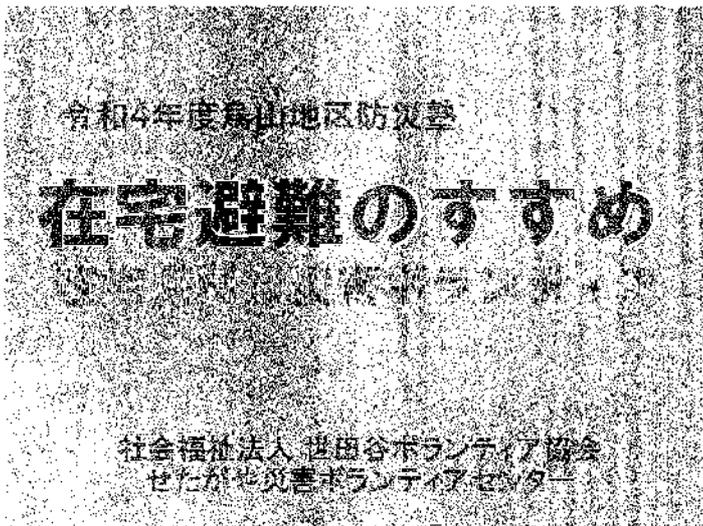 令和4年度烏山地区防災塾
在宅避難のすすめ
社会福祉法人 世田谷ボランティア協会
せたがや災害ボランティアセンター